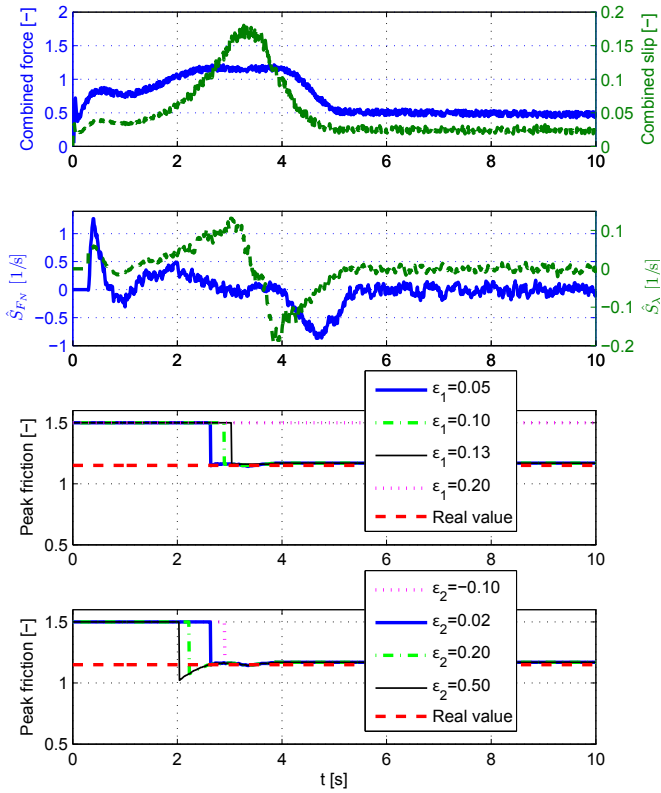 Combined force [−]
2
1.5
1
0.5
0
Combined slip [−]
0.2
0.15
0.1
0.05
0
0 2 4 6 8 10
Ŝ_{F_N} [1/s]
1
0.5
0
−0.5
−1
Ŝ_λ [1/s]
0.1
0
−0.1
−0.2
0 2 4 6 8 10
Peak friction [−]
1.5
1
0.5
ε₁=0.05
ε₁=0.10
ε₁=0.13
ε₁=0.20
Real value
0 2 4 6 8 10
Peak friction [−]
1.5
1
0.5
ε₂=−0.10
ε₂=0.02
ε₂=0.20
ε₂=0.50
Real value
0 2 4 6 8 10
t [s]